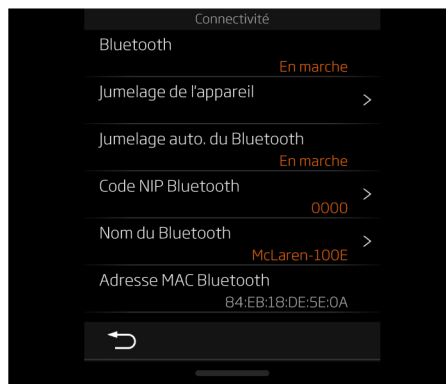 Connectivité
Bluetooth
En marche
Jumelage de l'appareil
Jumelage auto. du Bluetooth
En marche
Code NIP Bluetooth
0000
Nom du Bluetooth
McLaren-100E
Adresse MAC Bluetooth
84:EB:18:DE:5E:0A